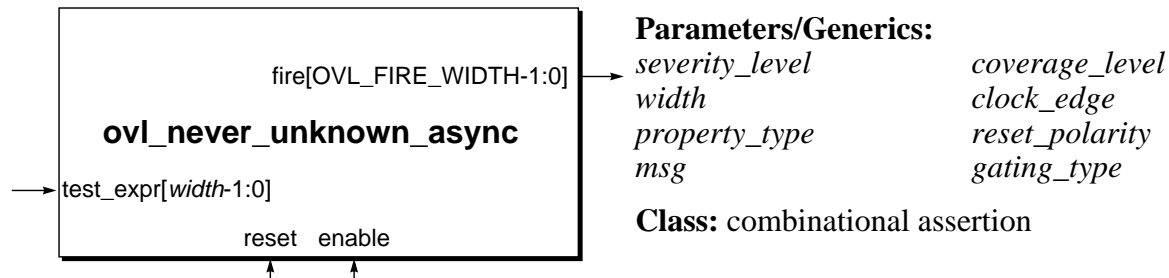 fire[OVL_FIRE_WIDTH-1:0]
ovl_never_unknown_async
test_expr[width-1:0]
reset enable
Parameters/Generics:
severity_level coverage_level
width clock_edge
property_type reset_polarity
msg gating_type
Class: combinational assertion